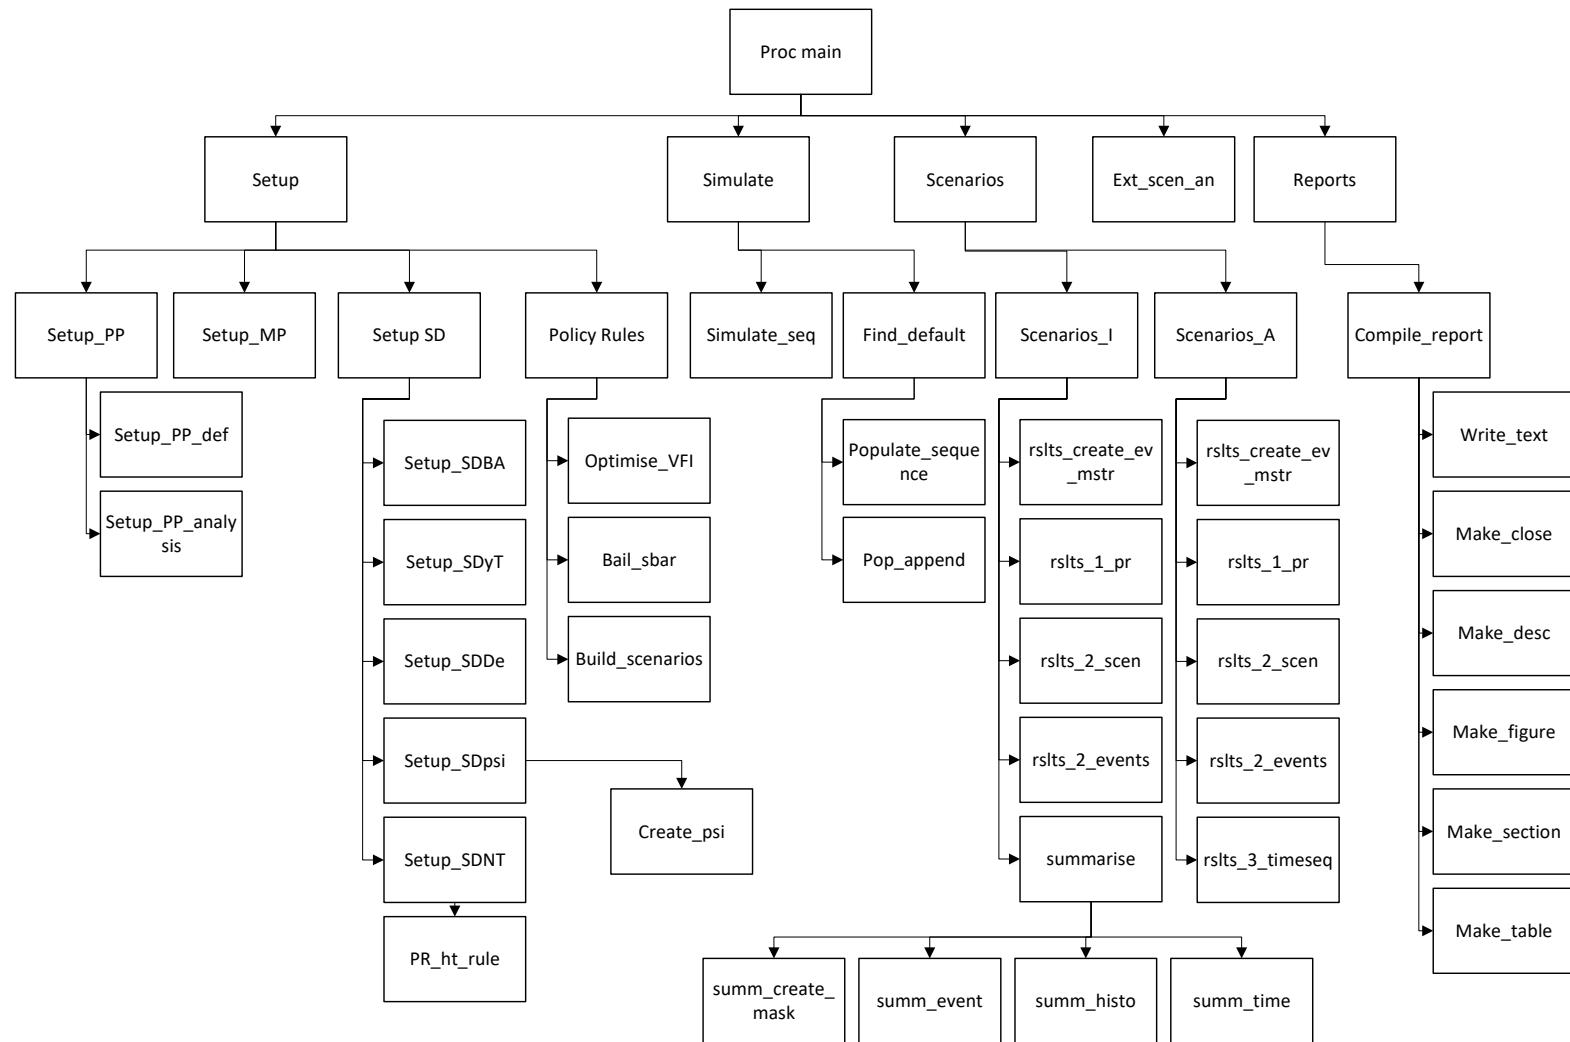 Proc main
Setup
Simulate
Scenarios
Ext_scen_an
Reports
Setup_PP
Setup_MP
Setup SD
Policy Rules
Simulate_seq
Find_default
Scenarios_I
Scenarios_A
Compile_report
Setup_PP_def
Setup_PP_analy
sis
Setup_SDBA
Setup_SDyT
Setup_SDDe
Setup_SDpsi
Setup_SDNT
PR_ht_rule
Optimise_VFI
Bail_sbar
Build_scenarios
Create_psi
Populate_seque
nce
Pop_append
rslts_create_ev
_mstr
rslts_1_pr
rslts_2_scen
rslts_2_events
summarise
summ_create_
mask
summ_event
summ_histo
summ_time
rslts_create_ev
_mstr
rslts_1_pr
rslts_2_scen
rslts_2_events
rslts_3_timeseq
Write_text
Make_close
Make_desc
Make_figure
Make_section
Make_table